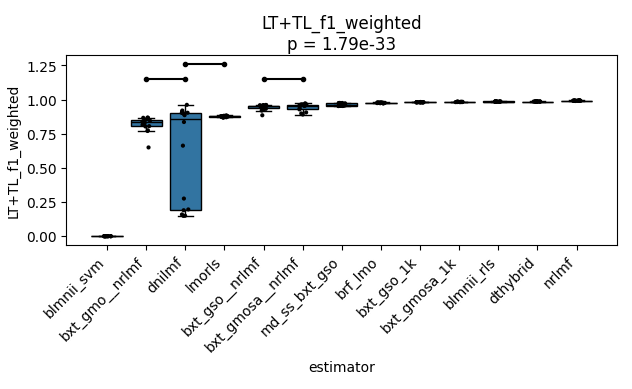 LT+TL_f1_weighted
p = 1.79e-33
LT+TL_f1_weighted
1.25
1.00
0.75
0.50
0.25
0.00
blmnii_svm
bxt_gmo__nrlmf
dnilmf
lmorls
bxt_gso__nrlmf
bxt_gmosa__nrlmf
md_ss_bxt_gso
brf_lmo
bxt_gso_1k
bxt_gmosa_1k
blmnii_rls
dthybrid
nrlmf
estimator